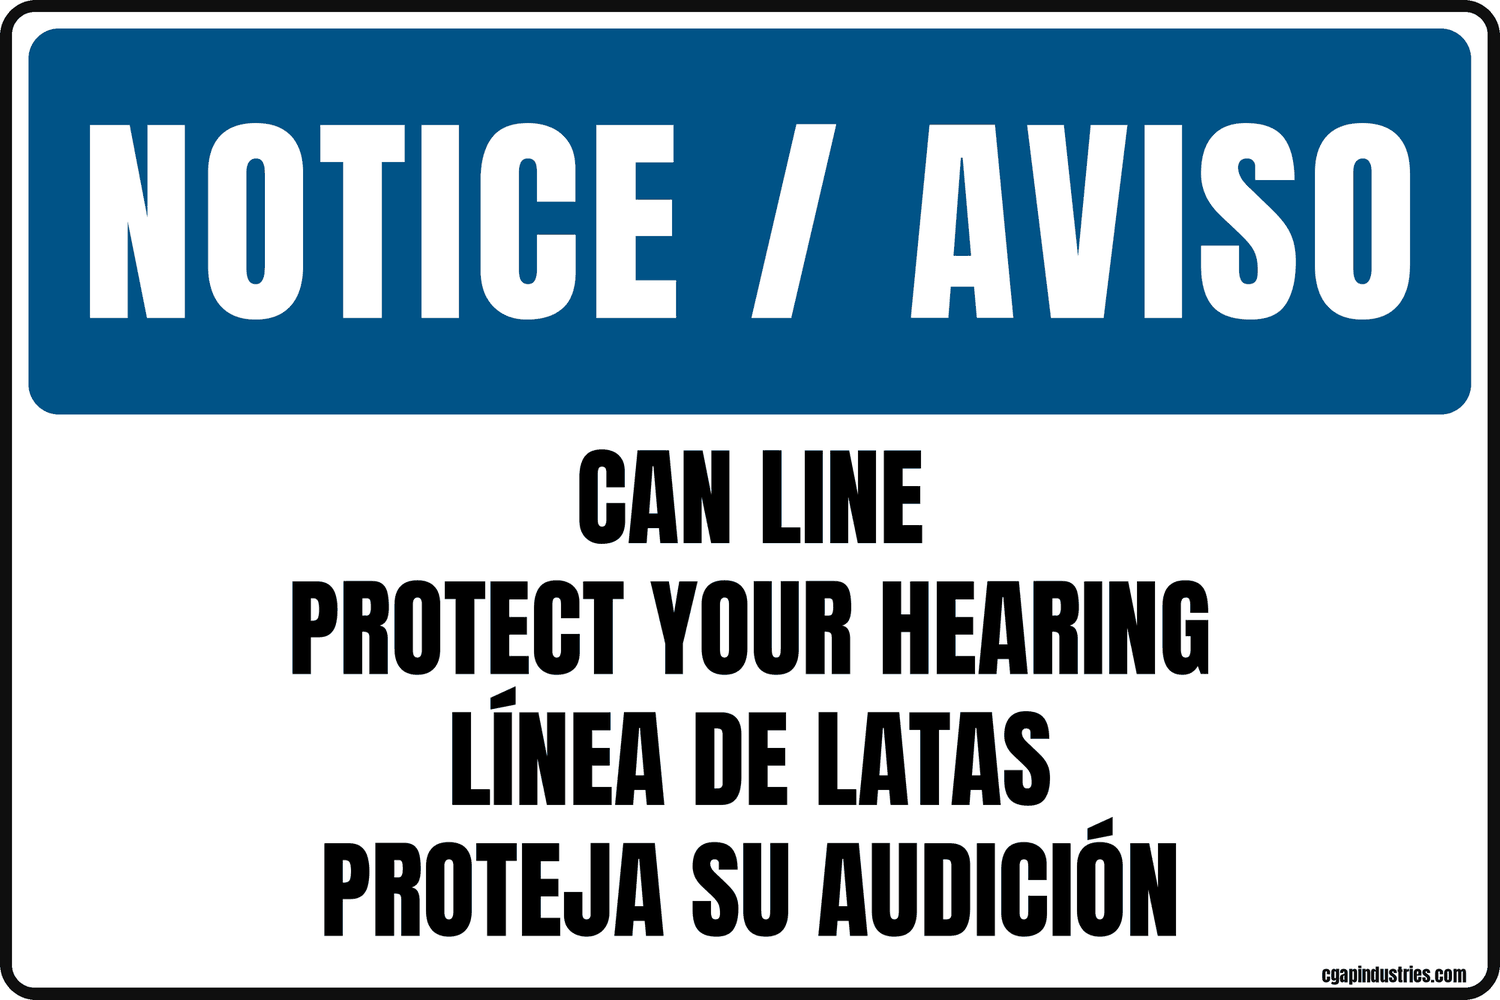 NOTICE / AVISO
CAN LINE
PROTECT YOUR HEARING
LÍNEA DE LATAS
PROTEJA SU AUDICIÓN
cgapindustries.com